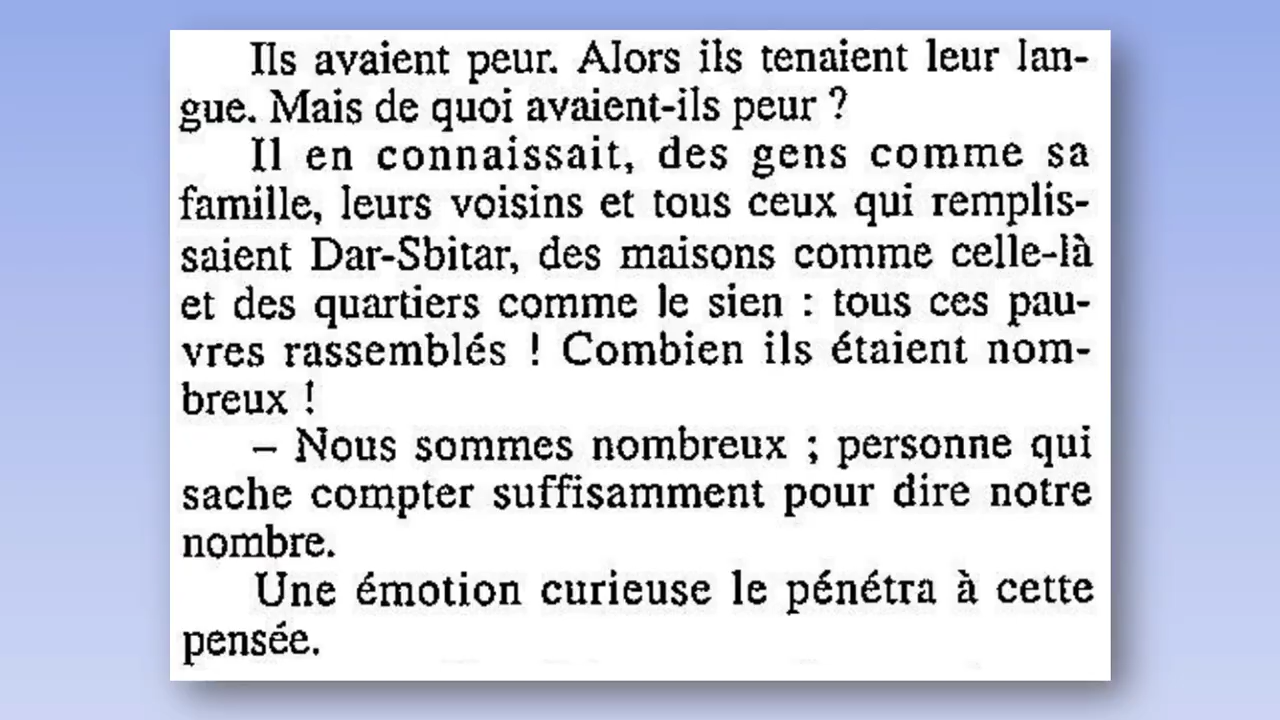 Ils avaient peur. Alors ils tenaient leur lan-
gue. Mais de quoi avaient-ils peur ?
Il en connaissait, des gens comme sa
famille, leurs voisins et tous ceux qui remplis-
saient Dar-Sbitar, des maisons comme celle-là
et des quartiers comme le sien : tous ces pau-
vres rassemblés ! Combien ils étaient nom-
breux !
– Nous sommes nombreux ; personne qui
sache compter suffisamment pour dire notre
nombre.
Une émotion curieuse le pénétra à cette
pensée.